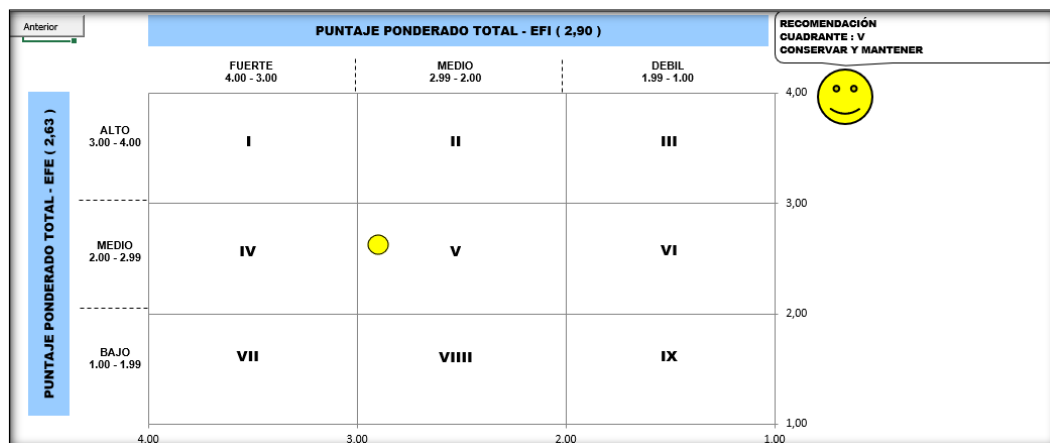 Anterior
PUNTAJE PONDERADO TOTAL - EFI ( 2,90 )
RECOMENDACIÓN
CUADRANTE : V
CONSERVAR Y MANTENER
FUERTE
4.00 - 3.00
MEDIO
2.99 - 2.00
DEBIL
1.99 - 1.00
PUNTAJE PONDERADO TOTAL - EFE ( 2,63 )
4,00
ALTO
3.00 - 4.00
I
II
III
3,00
MEDIO
2.00 - 2.99
IV
V
VI
2,00
BAJO
1.00 - 1.99
VII
VIIII
IX
1,00
4.00
3.00
2.00
1.00